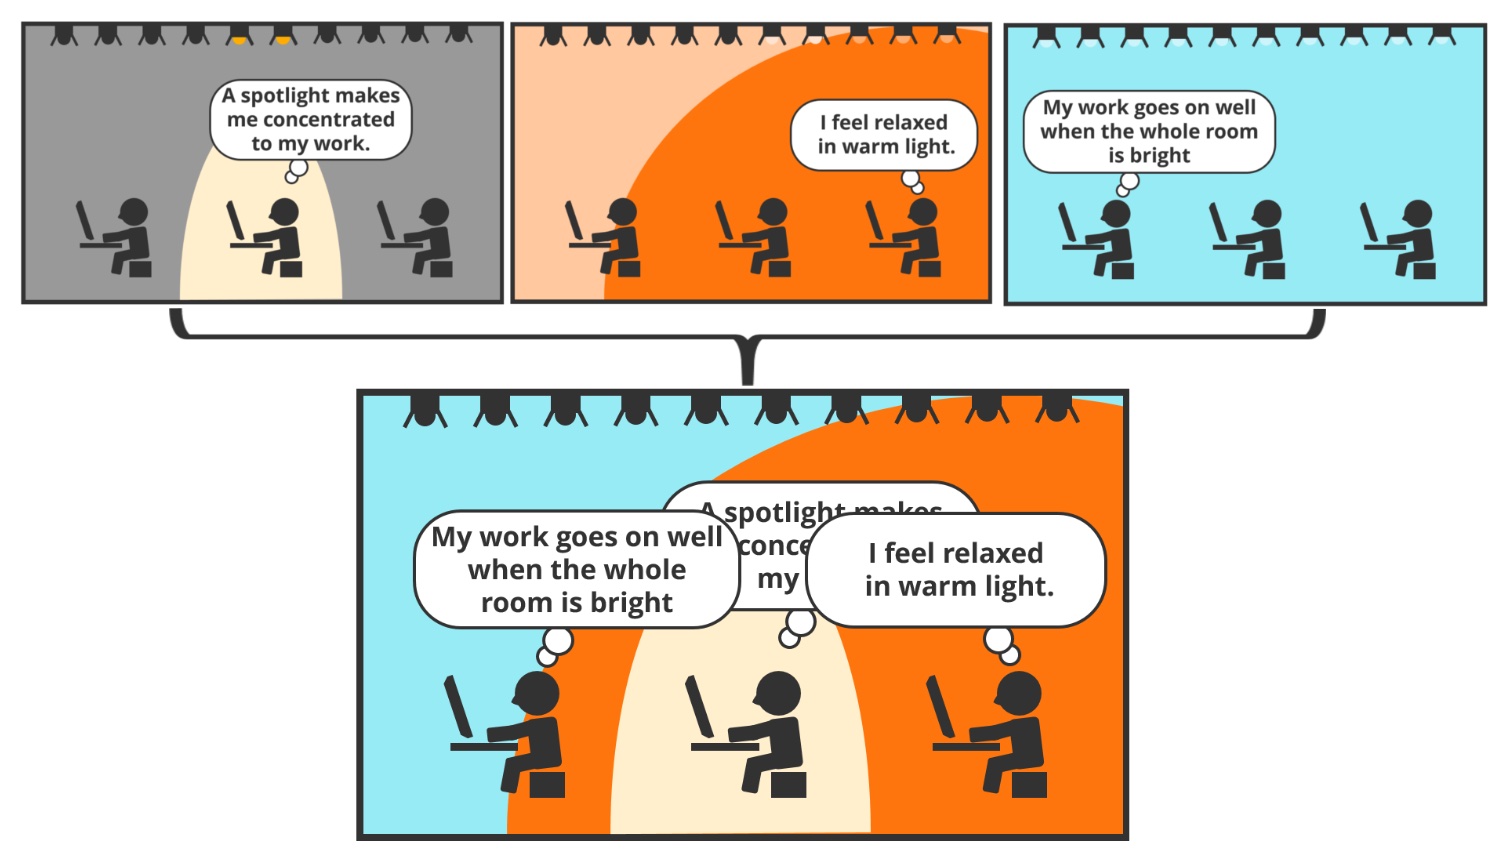 A spotlight makes
me concentrated
to my work.
I feel relaxed
in warm light.
My work goes on well
when the whole room
is bright
A spotlight makes
conce
my
My work goes on well
when the whole
room is bright
I feel relaxed
in warm light.